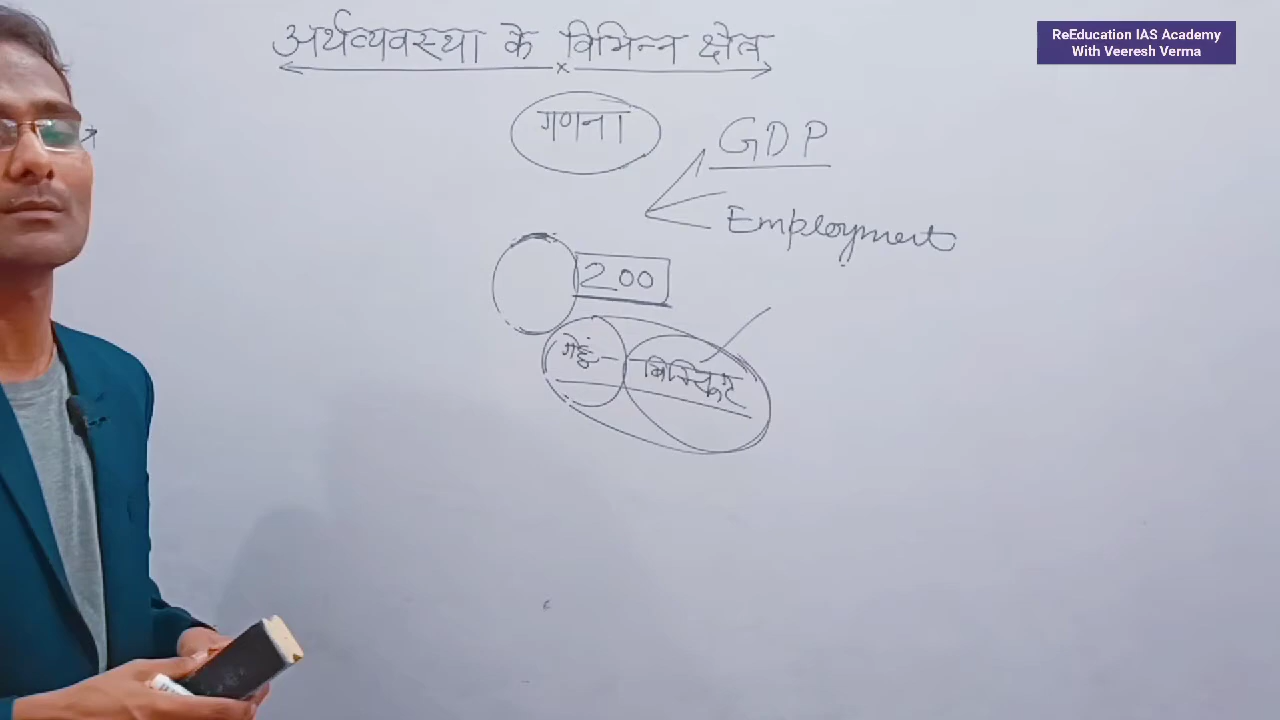 अर्थव्यवस्था के विभिन्न क्षेत्र
ReEducation IAS Academy
With Veeresh Verma
गणना
GDP
Employment
200
गेहूं - बिस्किट